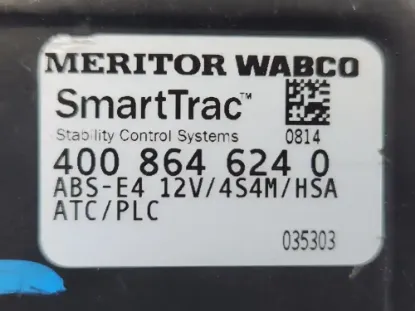 MERITOR WABCO
SmartTrac™
Stability Control Systems 0814
400 864 624 0
ABS-E4 12V/4S4M/HSA
ATC/PLC
035303